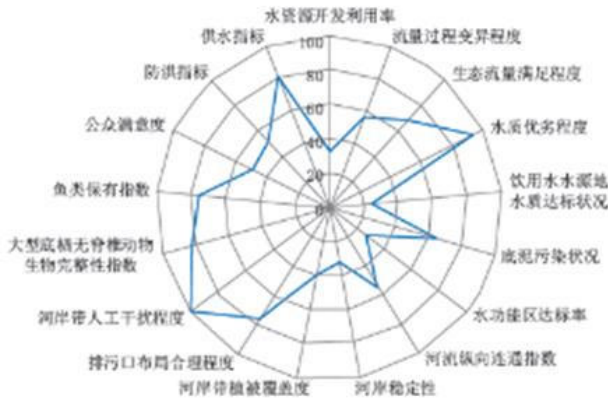 水资源开发利用率
流量过程变异程度
生态流量满足程度
水质优劣程度
饮用水水源地
水质达标状况
底泥污染状况
水功能区达标率
河流纵向连通指数
河岸稳定性
河岸带植被覆盖度
排污口布局合理程度
河岸带人工干扰程度
大型底栖无脊椎动物
生物完整性指数
鱼类保有指数
公众满意度
防洪指标
供水指标
100
80
60
40
20
0